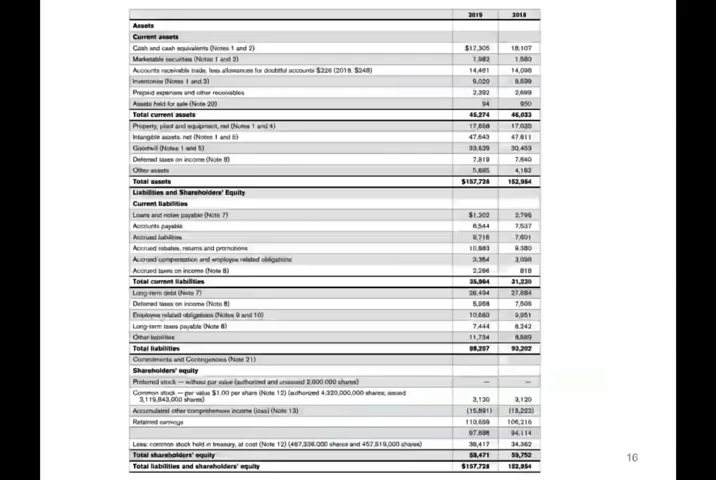 2019 2018
Assets
Current assets
Cash and cash equivalents (Notes 1 and 2) $17,305 18,107
Marketable securities (Notes 1 and 2) 1,982 1,580
Accounts receivable trade, less allowances for doubtful accounts $226 (2018, $248) 14,481 14,098
Inventories (Notes 1 and 3) 9,020 8,599
Prepaid expenses and other receivables 2,392 2,699
Assets held for sale (Note 20) 94 950
Total current assets 45,274 46,033
Property, plant and equipment, net (Notes 1 and 4) 17,658 17,035
Intangible assets, net (Notes 1 and 5) 47,643 47,611
Goodwill (Notes 1 and 5) 33,639 30,453
Deferred taxes on income (Note 8) 7,819 7,640
Other assets 5,695 4,182
Total assets $157,728 152,954
Liabilities and Shareholders' Equity
Current liabilities
Loans and notes payable (Note 7) $1,202 2,796
Accounts payable 8,544 7,537
Accrued liabilities 9,715 7,601
Accrued rebates, returns and promotions 10,883 9,380
Accrued compensation and employee related obligations 3,354 3,098
Accrued taxes on income (Note 8) 2,266 818
Total current liabilities 35,964 31,230
Long-term debt (Note 7) 26,494 27,684
Deferred taxes on income (Note 8) 5,958 7,506
Employee related obligations (Notes 9 and 10) 10,663 9,951
Long-term taxes payable (Note 8) 7,444 8,242
Other liabilities 11,734 8,589
Total liabilities 98,257 93,202
Commitments and Contingencies (Note 21)
Shareholders' equity
Preferred stock — without par value (authorized and unissued 2,000,000 shares) — —
Common stock — par value $1.00 per share (Note 12) (authorized 4,320,000,000 shares; issued
3,119,843,000 shares) 3,120 3,120
Accumulated other comprehensive income (loss) (Note 13) (15,891) (15,222)
Retained earnings 110,659 106,216
97,888 94,114
Less: common stock held in treasury, at cost (Note 12) (487,336,000 shares and 457,519,000 shares) 38,417 34,362
Total shareholders' equity 59,471 59,752
Total liabilities and shareholders' equity $157,728 152,954
16